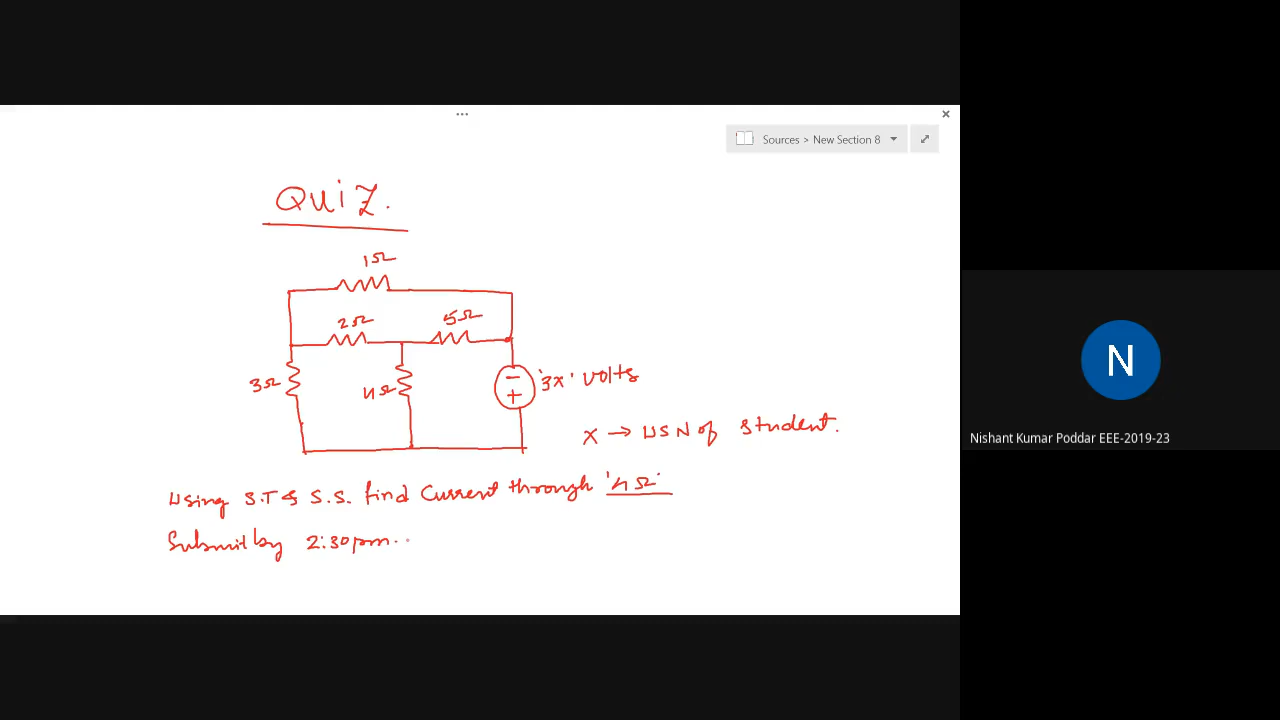 Sources > New Section 8
QUIZ.
1Ω
2Ω
5Ω
3Ω
4Ω
−
+
'3x' volts
x → USN of student.
Using S.T & S.S. find current through '4Ω'
Submit by 2:30pm..
N
Nishant Kumar Poddar EEE-2019-23